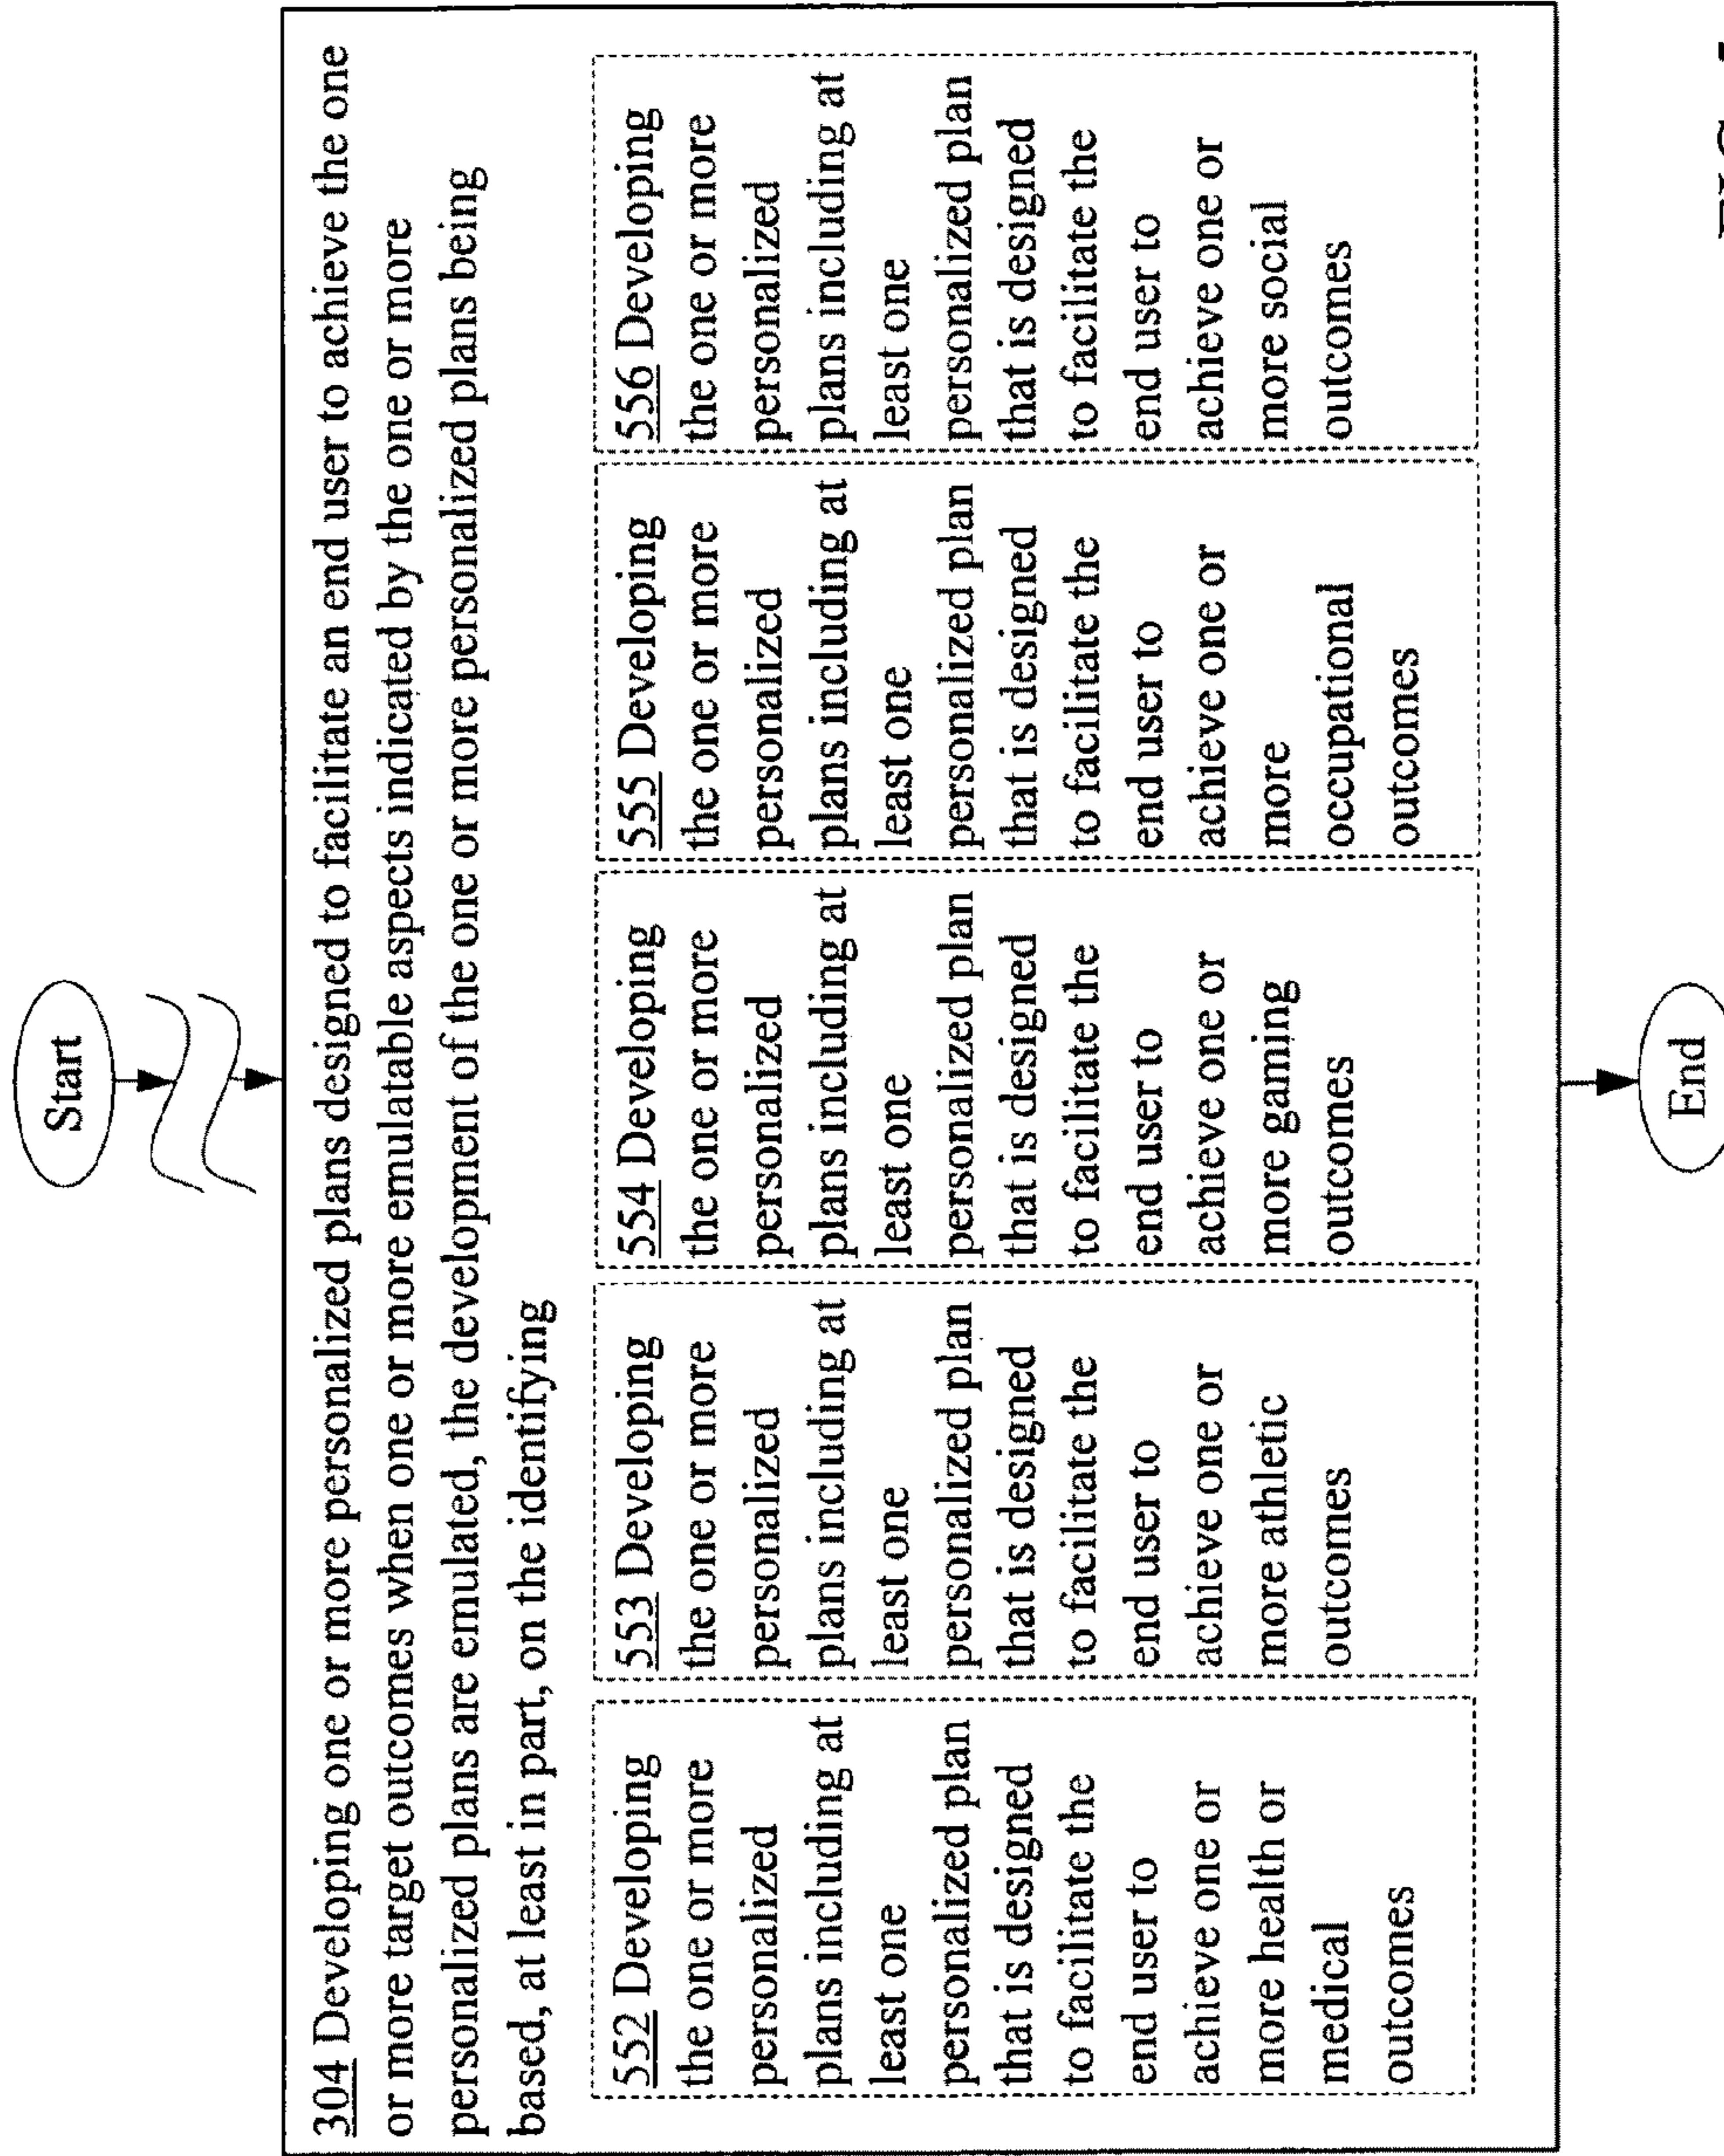 Start
304 Developing one or more personalized plans designed to facilitate an end user to achieve the one
or more target outcomes when one or more emulatable aspects indicated by the one or more
personalized plans are emulated, the development of the one or more personalized plans being
based, at least in part, on the identifying
552 Developing
the one or more
personalized
plans including at
least one
personalized plan
that is designed
to facilitate the
end user to
achieve one or
more health or
medical
outcomes
553 Developing
the one or more
personalized
plans including at
least one
personalized plan
that is designed
to facilitate the
end user to
achieve one or
more athletic
outcomes
554 Developing
the one or more
personalized
plans including at
least one
personalized plan
that is designed
to facilitate the
end user to
achieve one or
more gaming
outcomes
555 Developing
the one or more
personalized
plans including at
least one
personalized plan
that is designed
to facilitate the
end user to
achieve one or
more
occupational
outcomes
556 Developing
the one or more
personalized
plans including at
least one
personalized plan
that is designed
to facilitate the
end user to
achieve one or
more social
outcomes
End